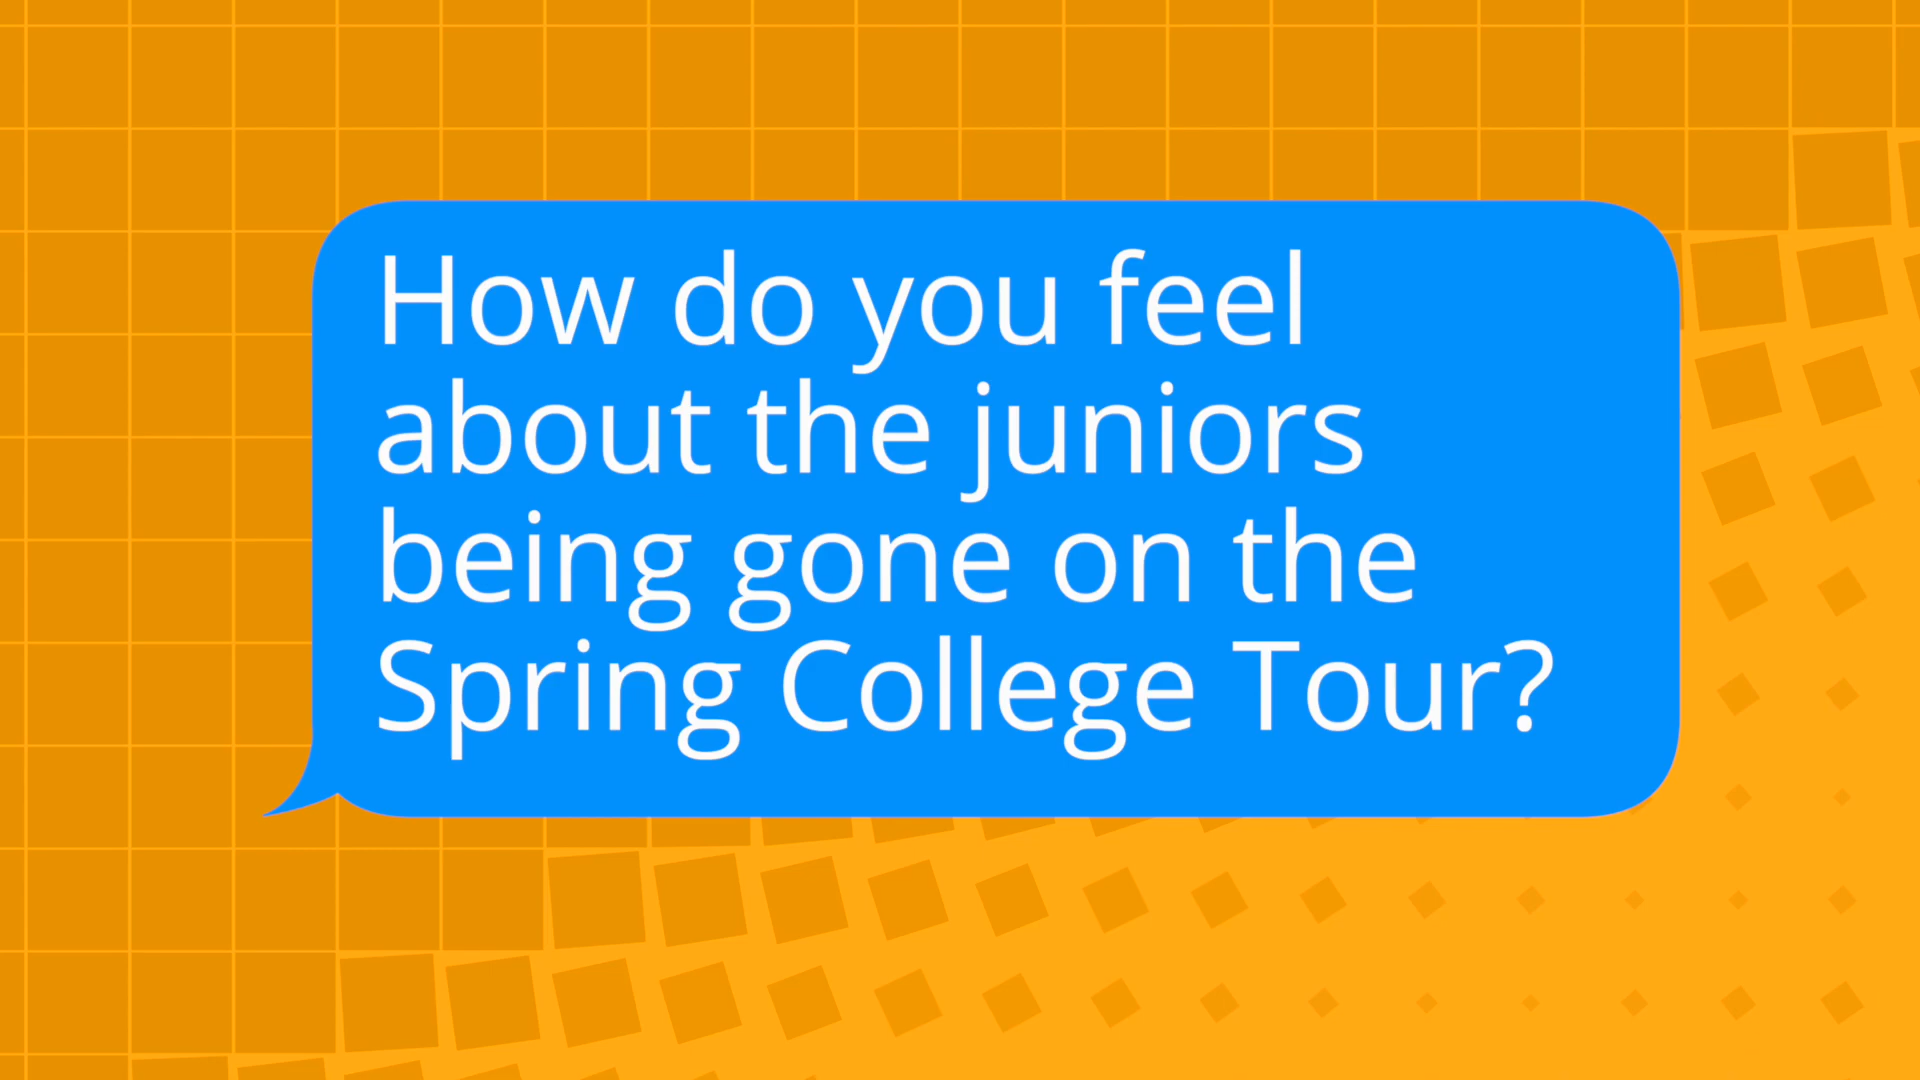 How do you feel
about the juniors
being gone on the
Spring College Tour?